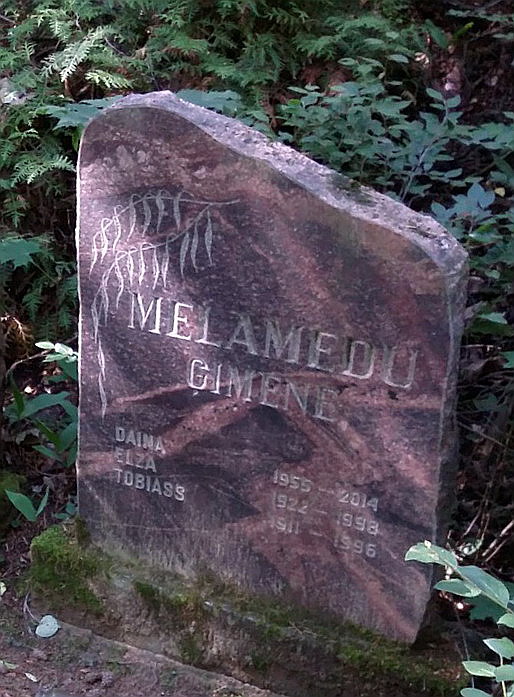 MELAMEDU
ĢIMENE
DAINA 1955 – 2014
ELZA 1922 – 1998
TOBIASS 1911 – 1996